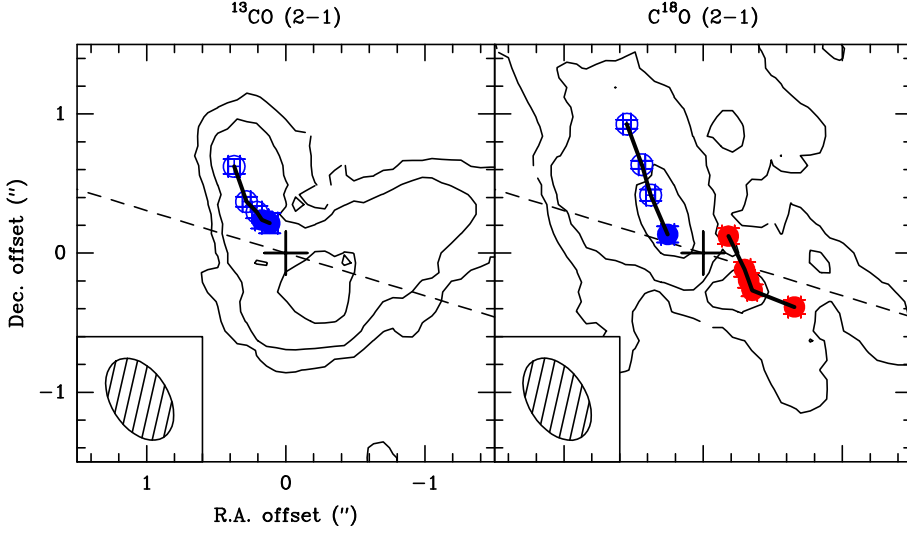 ¹³CO (2−1)
C¹⁸O (2−1)
Dec. offset (″)
1
0
−1
1
0
−1
R.A. offset (″)